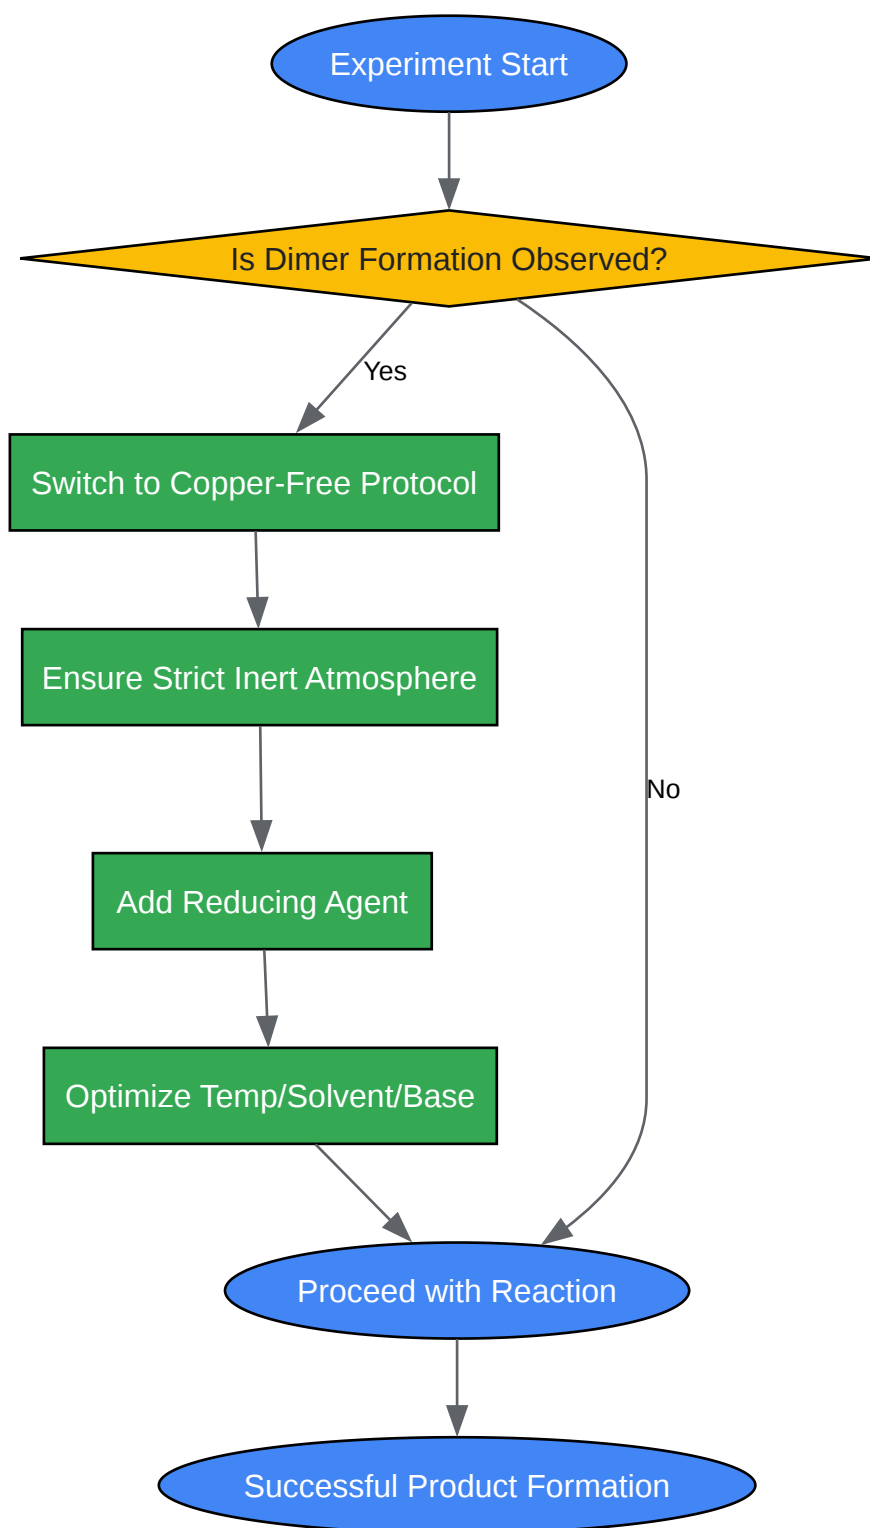 Experiment Start
Is Dimer Formation Observed?
Yes
Switch to Copper-Free Protocol
Ensure Strict Inert Atmosphere
No
Add Reducing Agent
Optimize Temp/Solvent/Base
Proceed with Reaction
Successful Product Formation